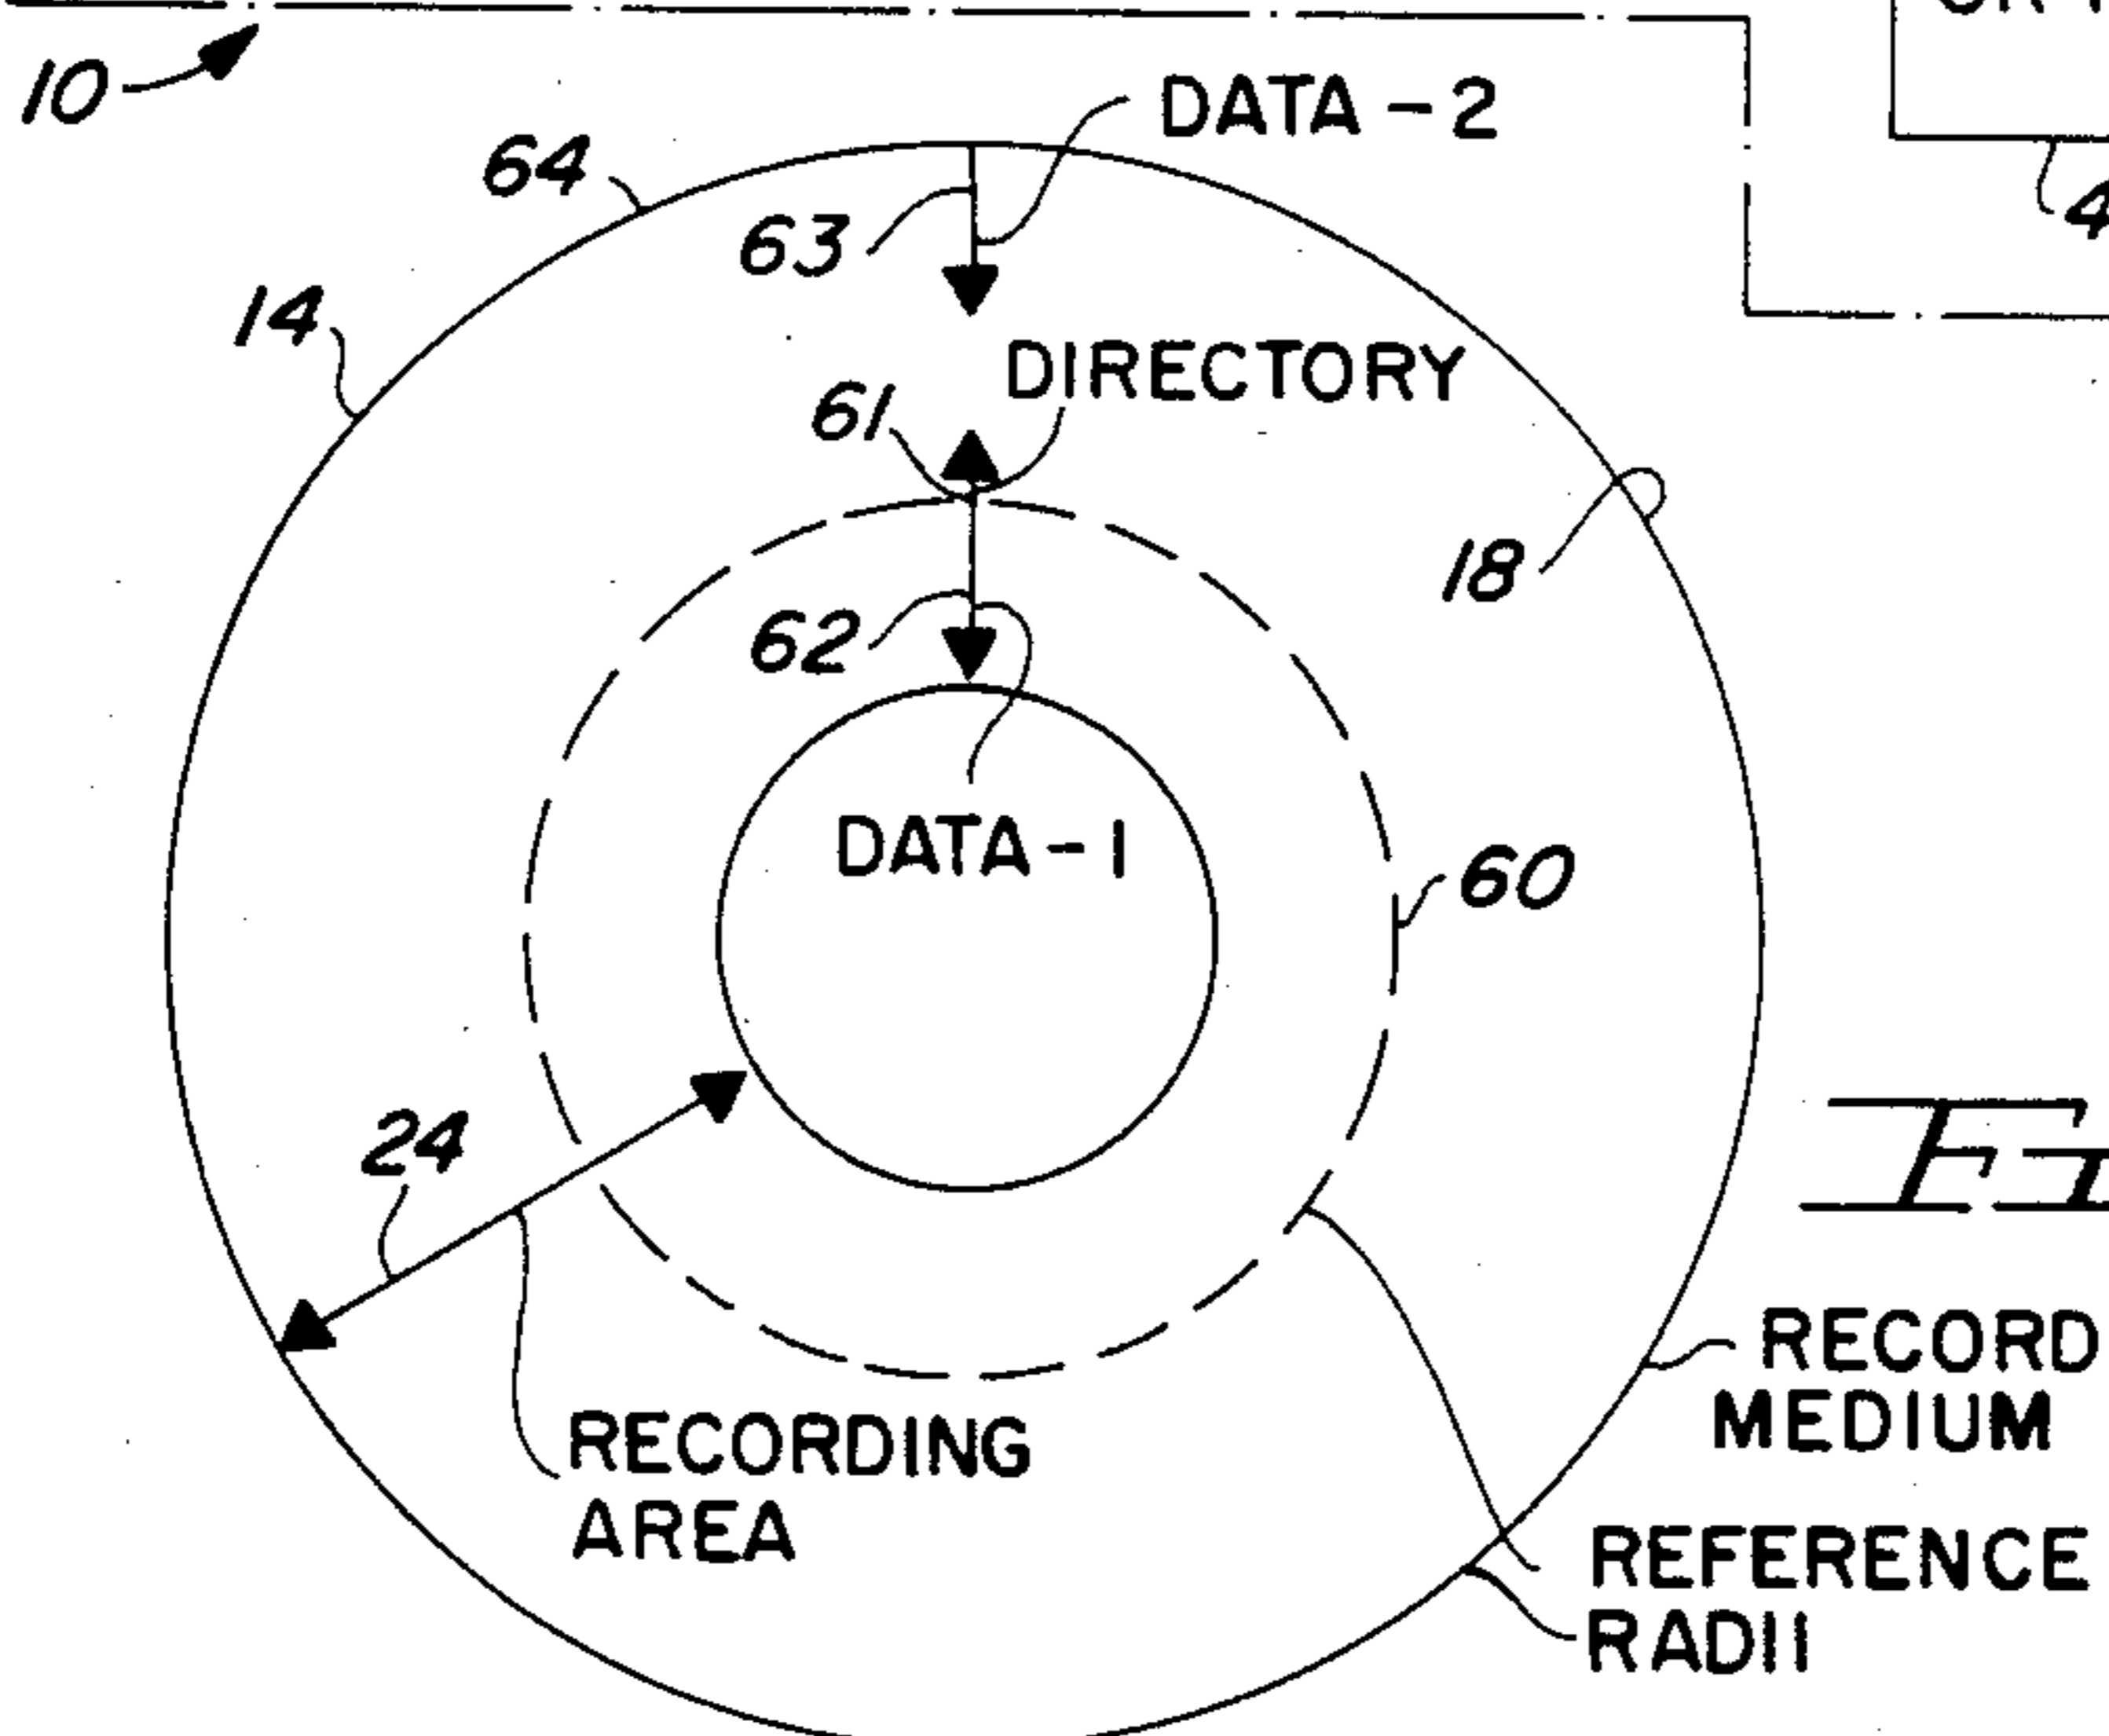 10
DATA-2
64
63
14
DIRECTORY
61
18
62
DATA-1
60
24
RECORD
MEDIUM
RECORDING
AREA
REFERENCE
RADII